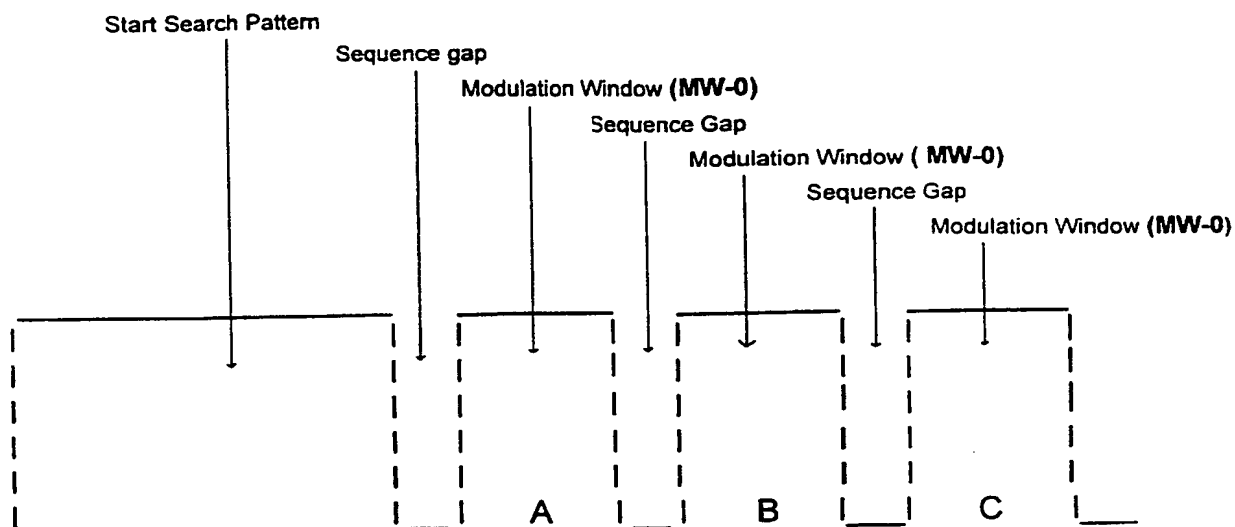 Start Search Pattern
Sequence gap
Modulation Window (MW-0)
Sequence Gap
Modulation Window ( MW-0)
Sequence Gap
Modulation Window (MW-0)
A B C